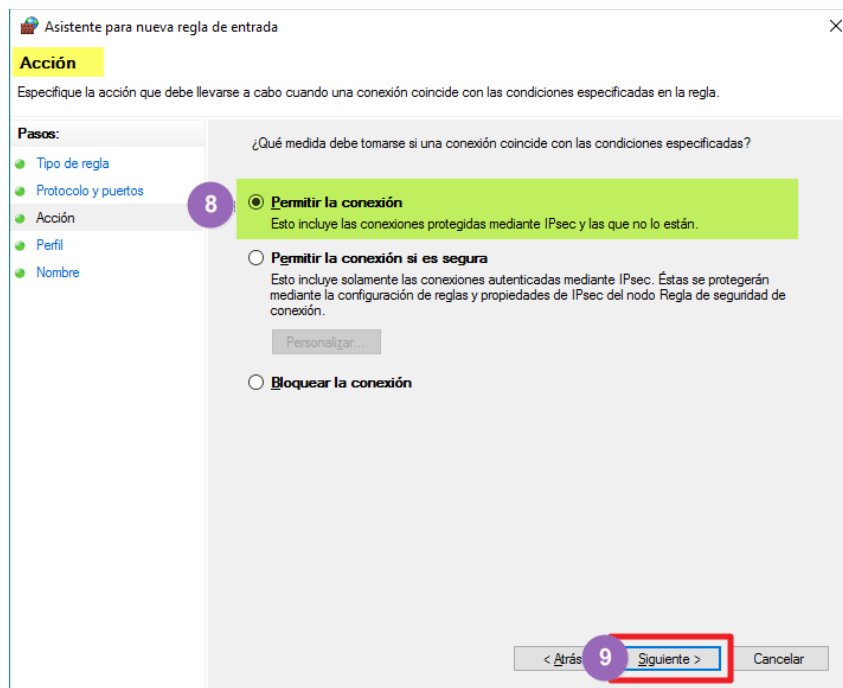 Asistente para nueva regla de entrada
Acción
Especifique la acción que debe llevarse a cabo cuando una conexión coincide con las condiciones especificadas en la regla.
Pasos:
Tipo de regla
Protocolo y puertos
Acción
Perfil
Nombre
¿Qué medida debe tomarse si una conexión coincide con las condiciones especificadas?
8
Permitir la conexión
Esto incluye las conexiones protegidas mediante IPsec y las que no lo están.
Permitir la conexión si es segura
Esto incluye solamente las conexiones autenticadas mediante IPsec. Éstas se protegerán
mediante la configuración de reglas y propiedades de IPsec del nodo Regla de seguridad de
conexión.
Personalizar...
Bloquear la conexión
< Atrás
9
Siguiente >
Cancelar